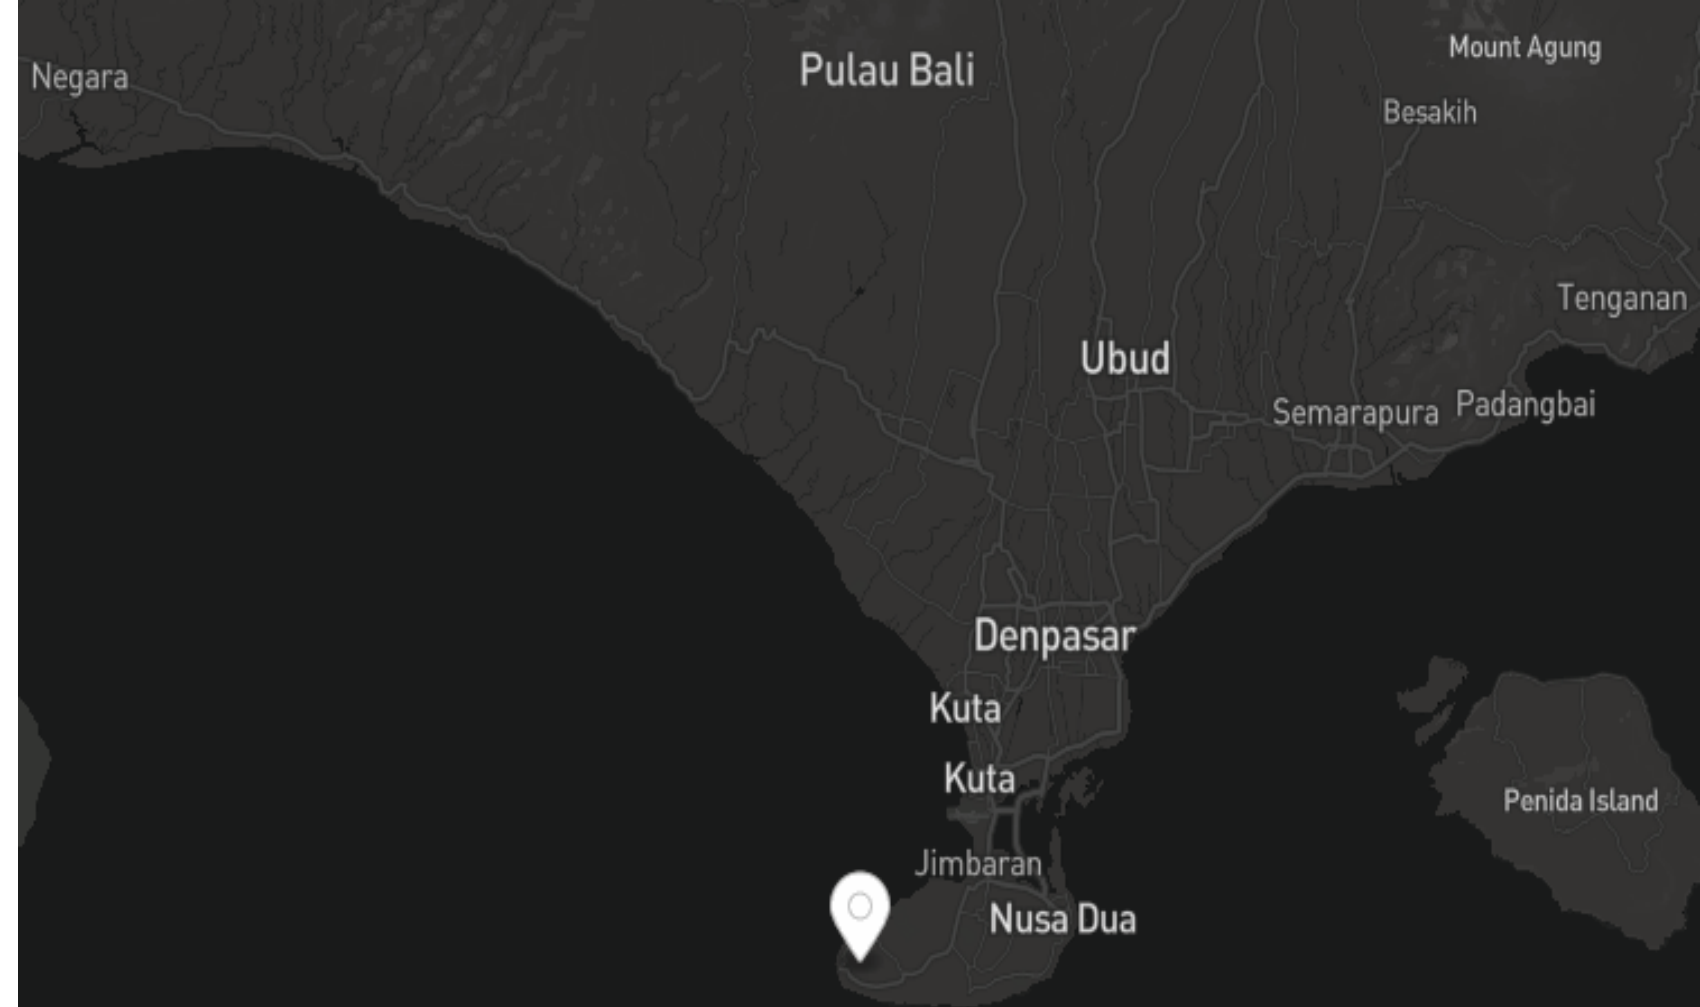 Mount Agung
Pulau Bali
Negara
Besakih
Tenganan
Ubud
Padangbai
Semarapura
Denpasar
Kuta
Kuta
Penida Island
Jimbaran
Nusa Dua